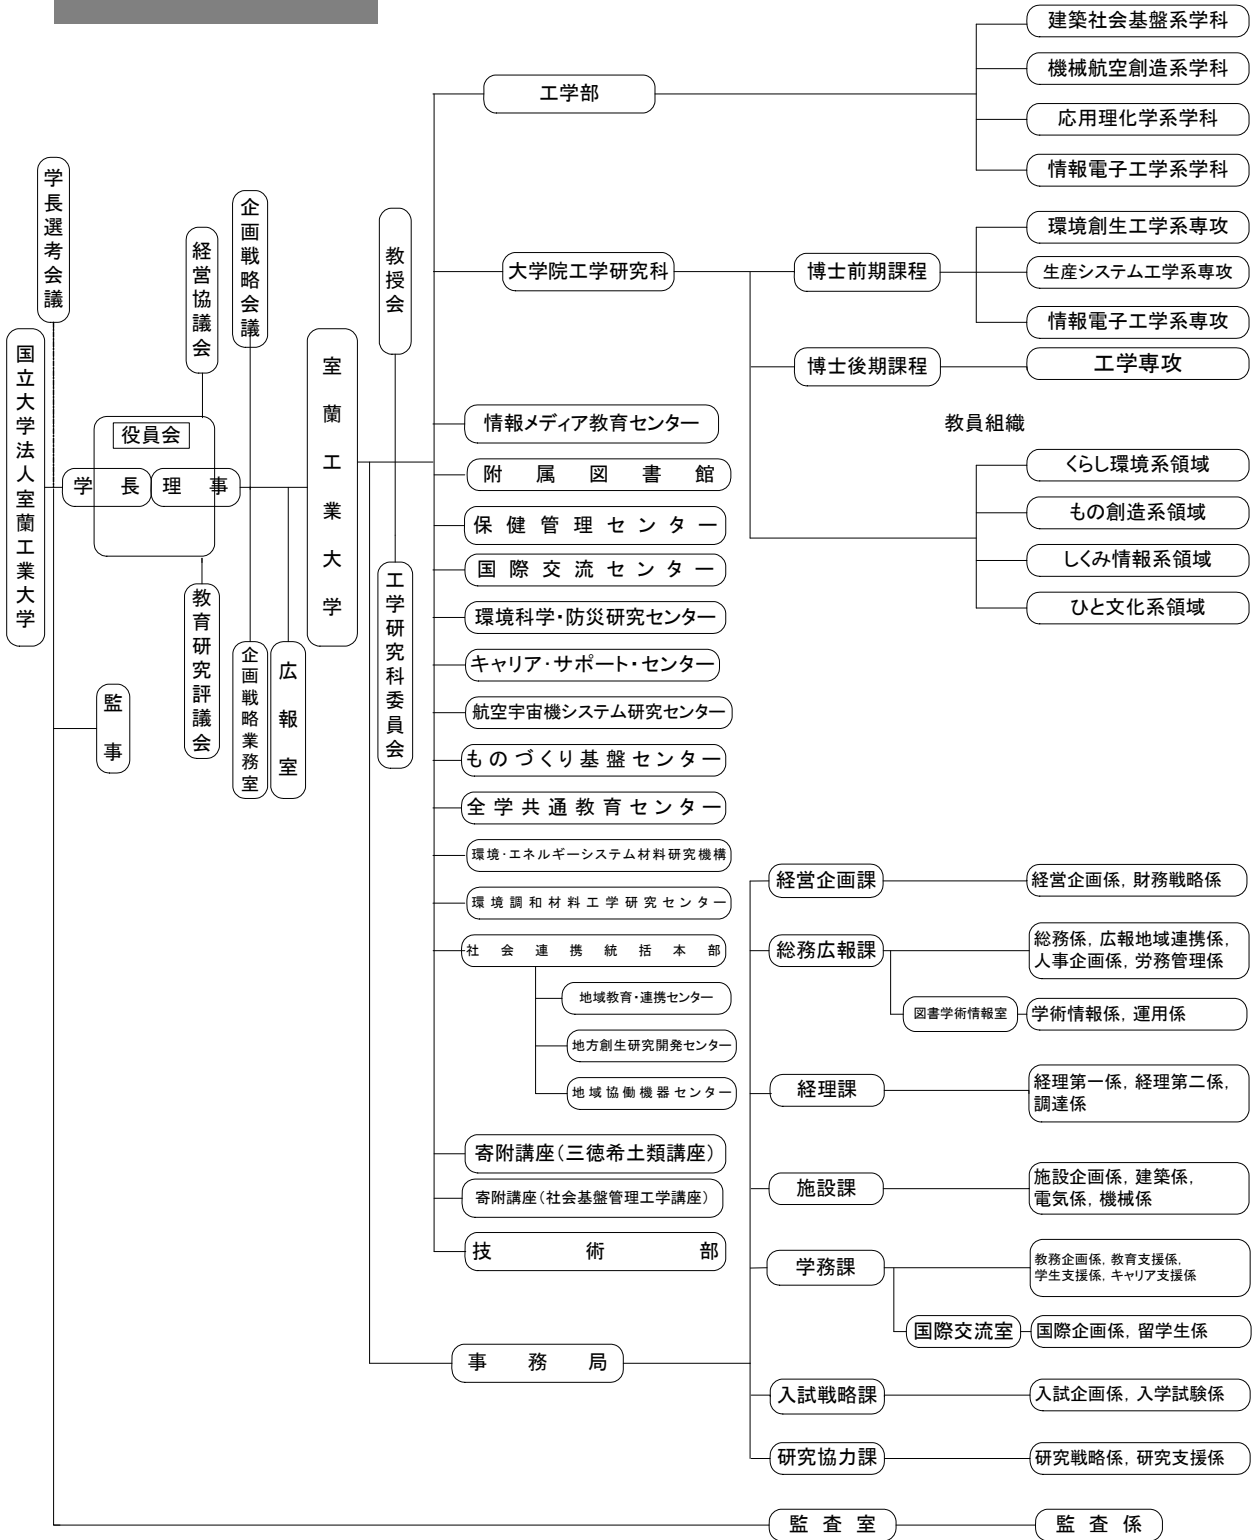 学長選考会議
国立大学法人室蘭工業大学
経営協議会
役員会
学長
理事
教育研究評議会
監事
企画戦略会議
企画戦略業務室
広報室
室蘭工業大学
教授会
工学研究科委員会
工学部
建築社会基盤系学科
機械航空創造系学科
応用理化学系学科
情報電子工学系学科
大学院工学研究科
博士前期課程
環境創生工学系専攻
生産システム工学系専攻
情報電子工学系専攻
博士後期課程
工学専攻
教員組織
くらし環境系領域
もの創造系領域
しくみ情報系領域
ひと文化系領域
情報メディア教育センター
附属図書館
保健管理センター
国際交流センター
環境科学・防災研究センター
キャリア・サポート・センター
航空宇宙機システム研究センター
ものづくり基盤センター
全学共通教育センター
環境・エネルギーシステム材料研究機構
環境調和材料工学研究センター
社会連携統括本部
地域教育・連携センター
地方創生研究開発センター
地域協働機器センター
寄附講座(三徳希土類講座)
寄附講座(社会基盤管理工学講座)
技術部
事務局
経営企画課
経営企画係, 財務戦略係
総務広報課
総務係, 広報地域連携係,
人事企画係, 労務管理係
図書学術情報室
学術情報係, 運用係
経理課
経理第一係, 経理第二係,
調達係
施設課
施設企画係, 建築係,
電気係, 機械係
学務課
教務企画係, 教育支援係,
学生支援係, キャリア支援係
国際交流室
国際企画係, 留学生係
入試戦略課
入試企画係, 入学試験係
研究協力課
研究戦略係, 研究支援係
監査室
監査係